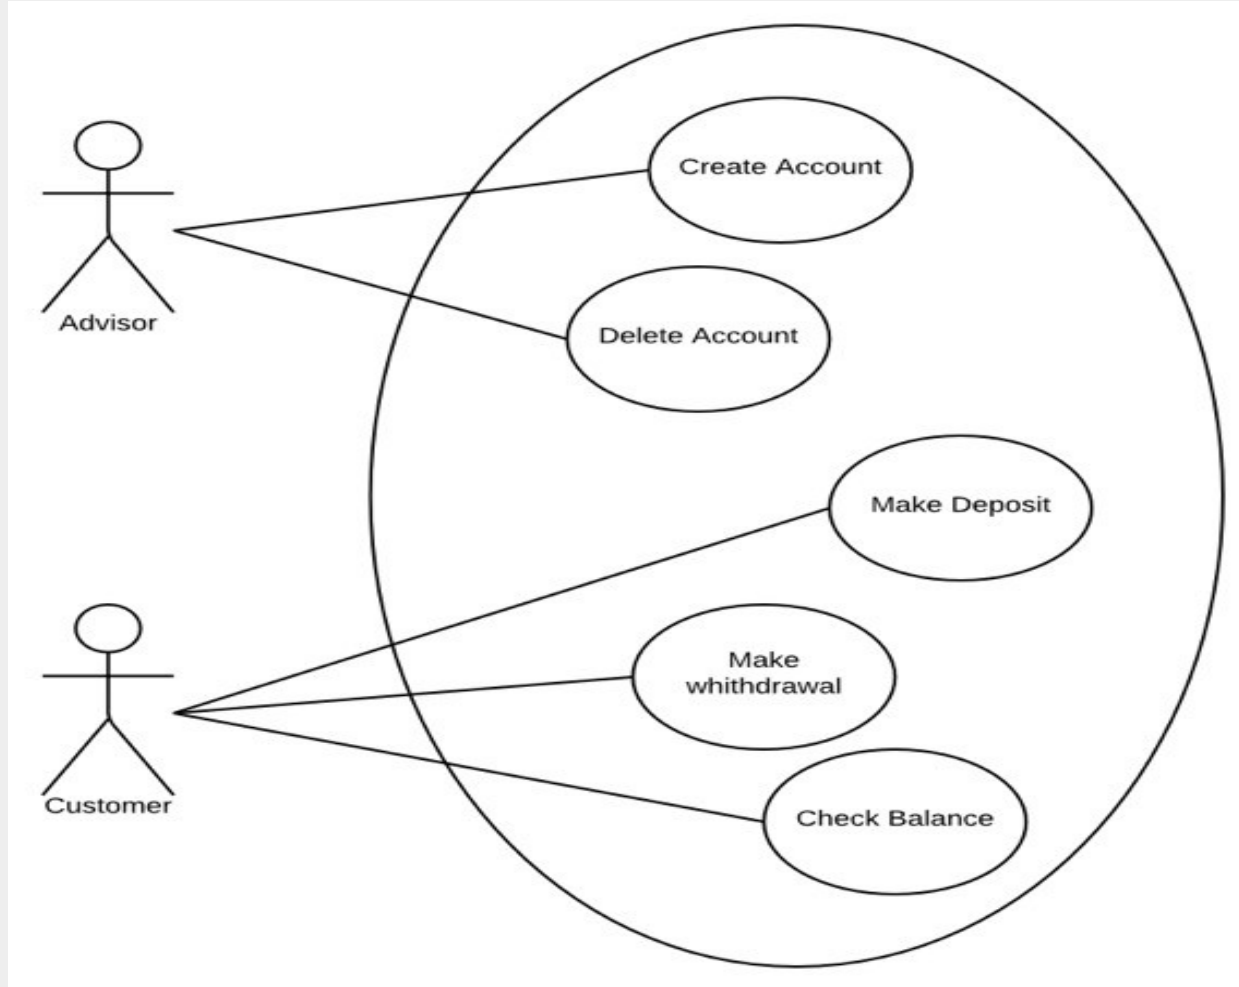 Create Account
Advisor
Delete Account
Make Deposit
Make
whithdrawal
Customer
Check Balance